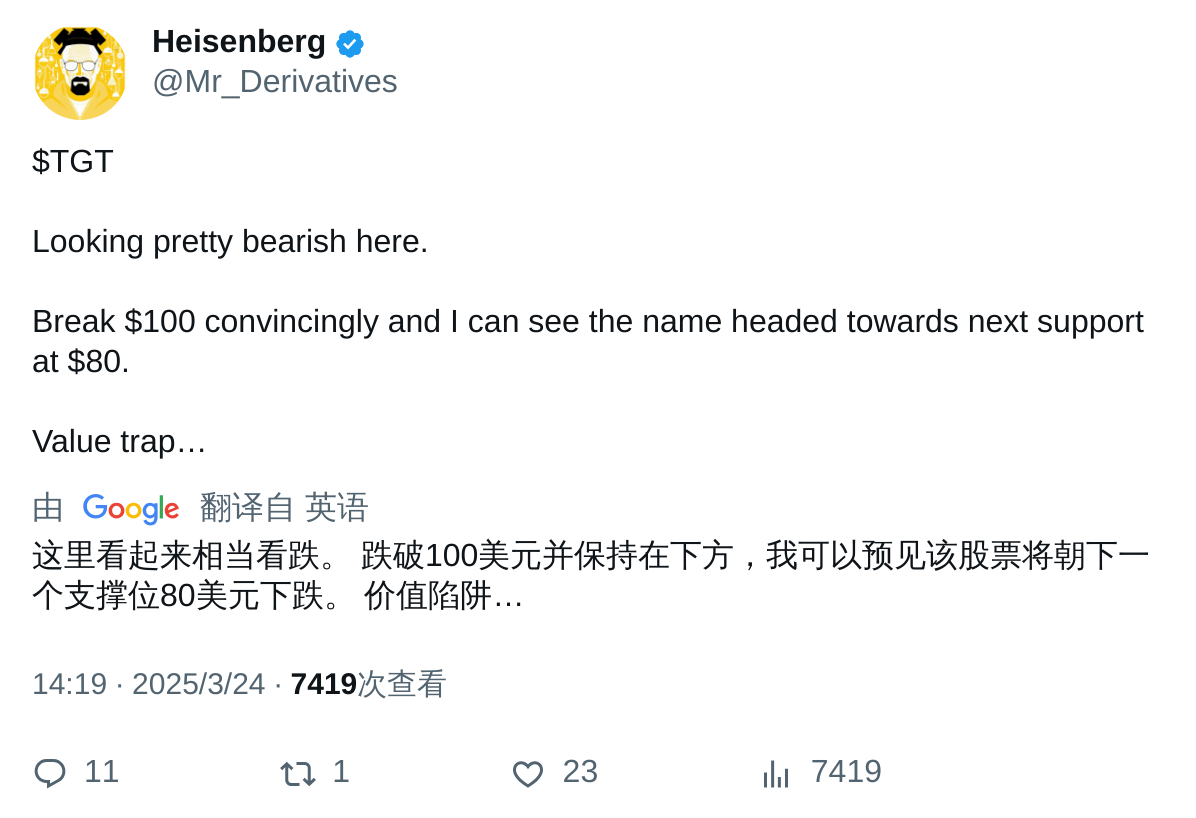 Heisenberg
@Mr_Derivatives
$TGT
Looking pretty bearish here.
Break $100 convincingly and I can see the name headed towards next support
at $80.
Value trap…
由 Google 翻译自 英语
这里看起来相当看跌。 跌破100美元并保持在下方，我可以预见该股票将朝下一
个支撑位80美元下跌。 价值陷阱…
14:19 · 2025/3/24 · 7419次查看
11 1 23 7419